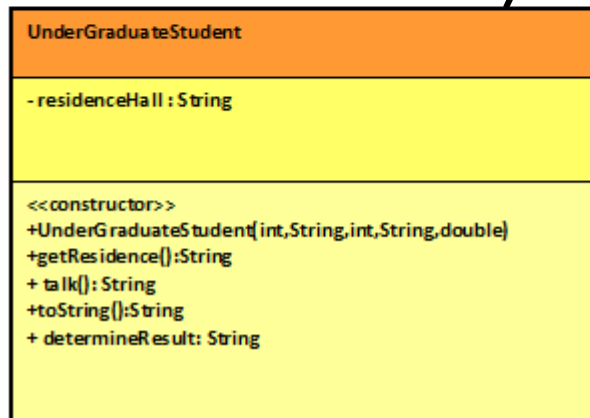 UnderGraduateStudent
- residenceHall : String
<<constructor>>
+UnderGraduateStudent(int,String,int,String,double)
+getResidence():String
+ talk(): String
+toString():String
+ determineResult: String